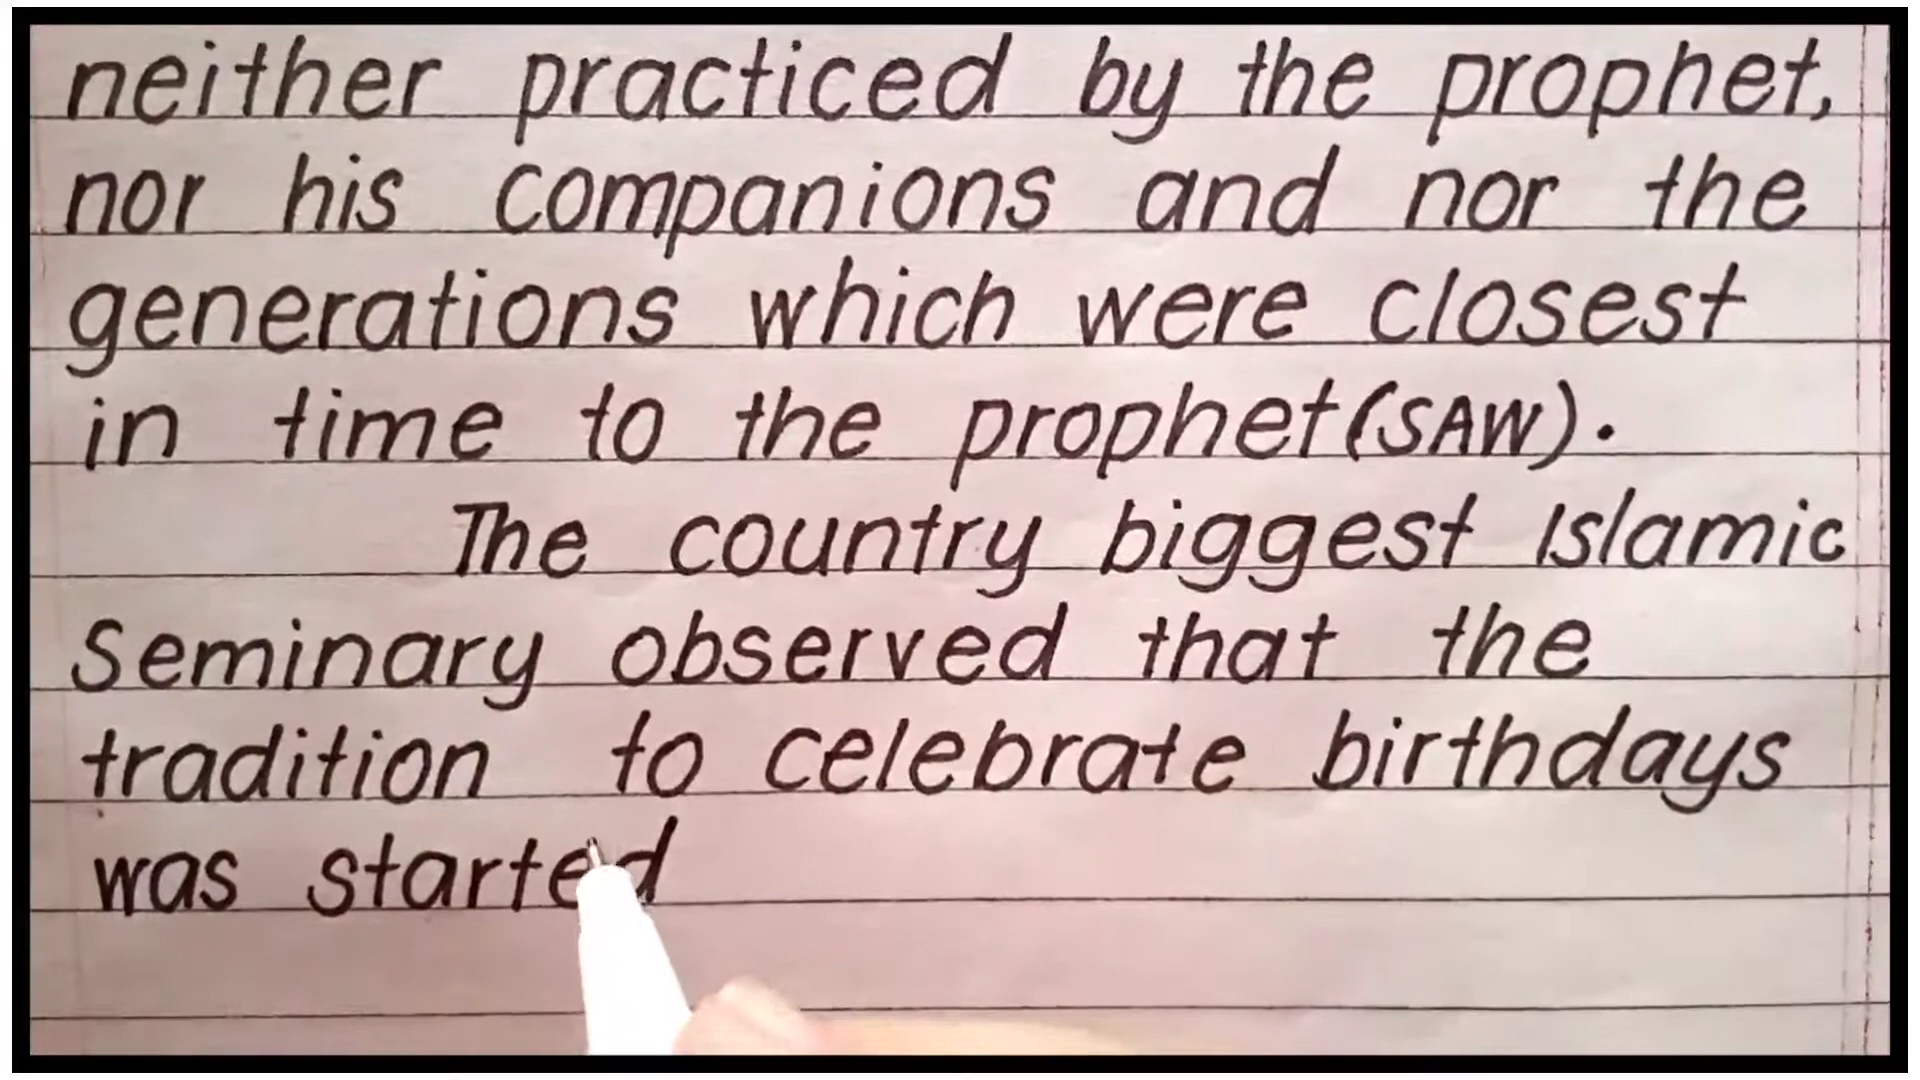 neither practiced by the prophet,
nor his companions and nor the
generations which were closest
in time to the prophet(SAW).
The country biggest Islamic
Seminary observed that the
tradition to celebrate birthdays
was started